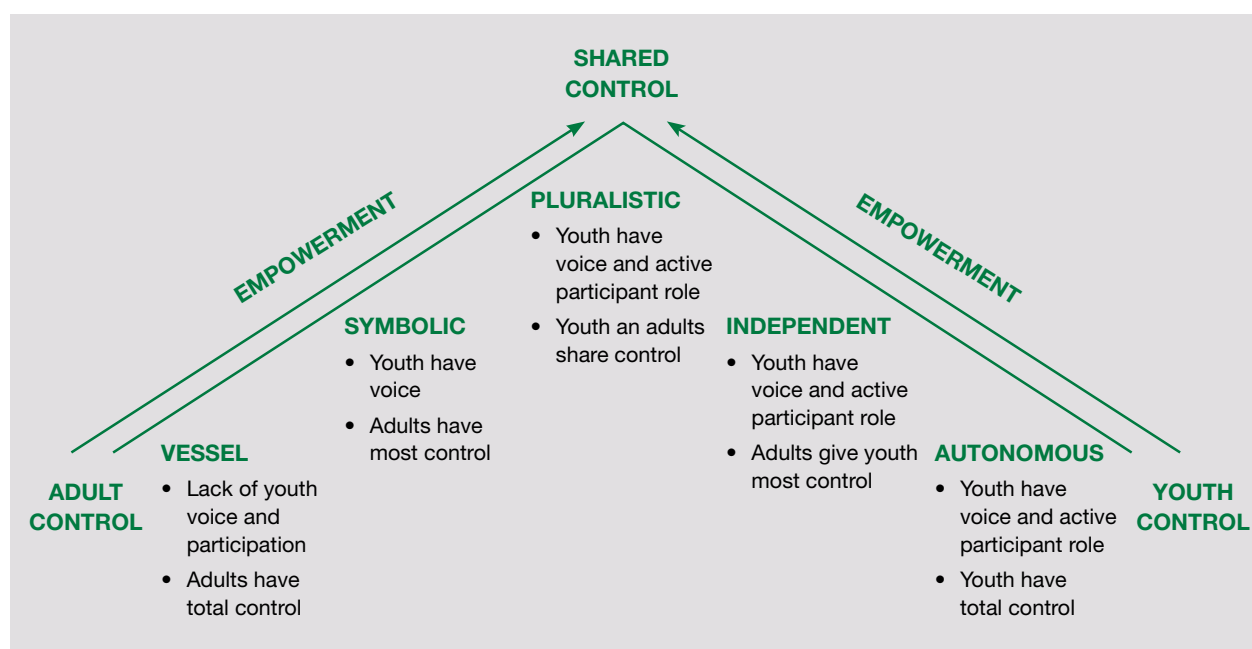 SHARED
CONTROL
EMPOWERMENT
EMPOWERMENT
PLURALISTIC
• Youth have
voice and active
participant role
• Youth an adults
share control
SYMBOLIC
• Youth have
voice
• Adults have
most control
INDEPENDENT
• Youth have
voice and active
participant role
• Adults give youth
most control
VESSEL
• Lack of youth
voice and
participation
• Adults have
total control
AUTONOMOUS
• Youth have
voice and active
participant role
• Youth have
total control
ADULT
CONTROL
YOUTH
CONTROL